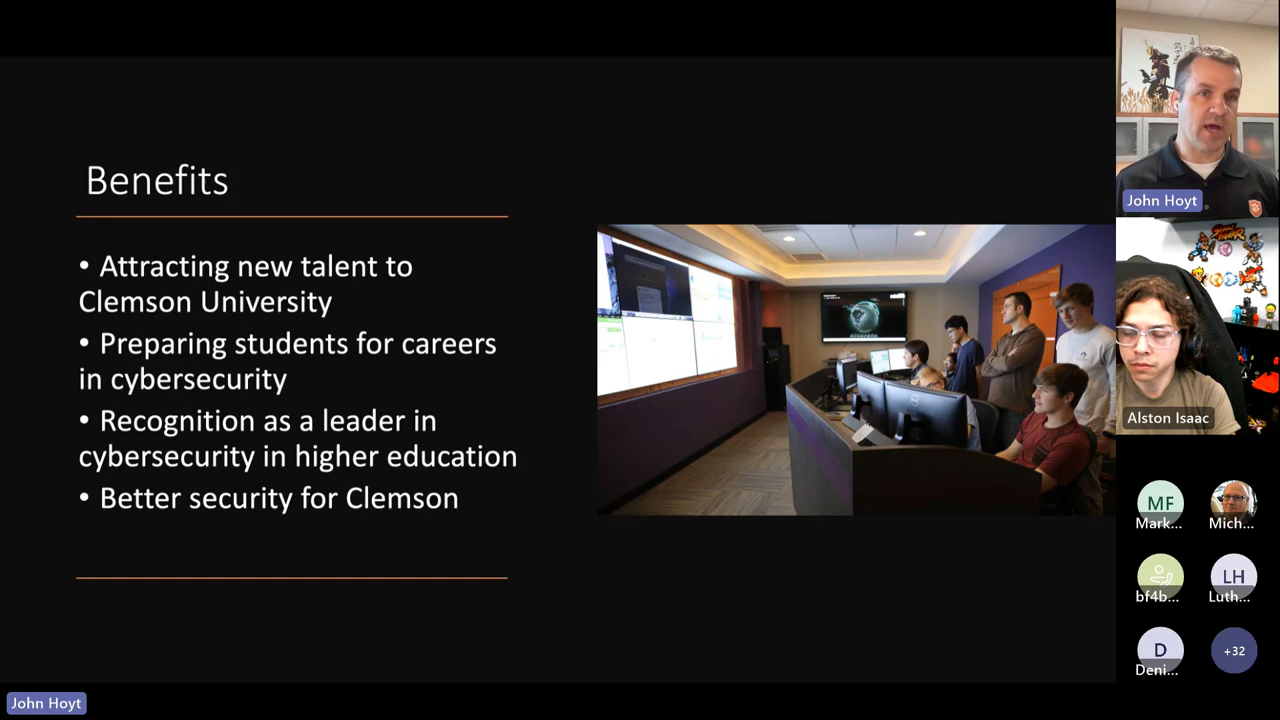 Benefits
• Attracting new talent to
Clemson University
• Preparing students for careers
in cybersecurity
• Recognition as a leader in
cybersecurity in higher education
• Better security for Clemson
John Hoyt
Alston Isaac
MF
Mark...
Mich...
bf4b...
LH
Luth...
D
Deni...
+32
John Hoyt